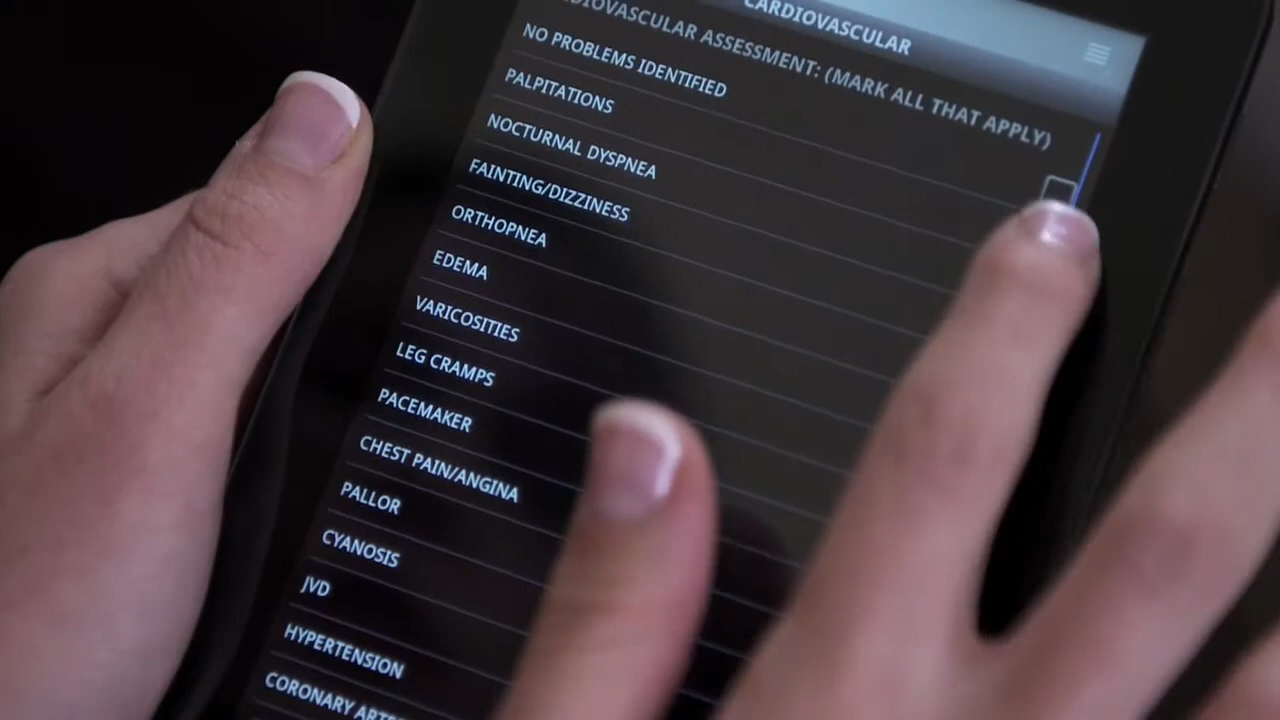 CARDIOVASCULAR
CARDIOVASCULAR ASSESSMENT: (MARK ALL THAT APPLY)
NO PROBLEMS IDENTIFIED
PALPITATIONS
NOCTURNAL DYSPNEA
FAINTING/DIZZINESS
ORTHOPNEA
EDEMA
VARICOSITIES
LEG CRAMPS
PACEMAKER
CHEST PAIN/ANGINA
PALLOR
CYANOSIS
JVD
HYPERTENSION
CORONARY